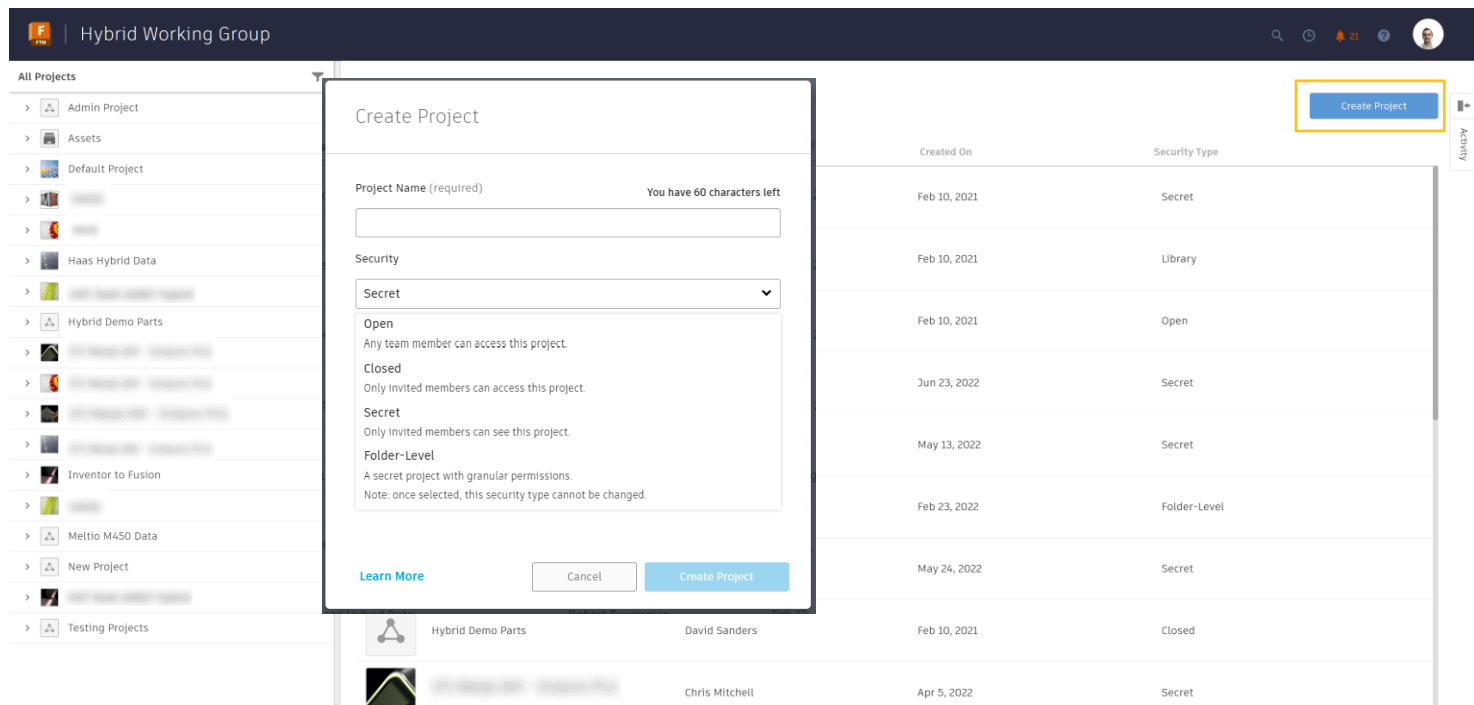 F
FTM
Hybrid Working Group
21
All Projects
Admin Project
Assets
Default Project
Haas Hybrid Data
Hybrid Demo Parts
Inventor to Fusion
Meltio M450 Data
New Project
Testing Projects
Create Project
Project Name (required)
You have 60 characters left
Security
Secret
Open
Any team member can access this project.
Closed
Only invited members can access this project.
Secret
Only invited members can see this project.
Folder-Level
A secret project with granular permissions.
Note: once selected, this security type cannot be changed.
Learn More
Cancel
Create Project
Create Project
Activity
Created On Security Type
Feb 10, 2021 Secret
Feb 10, 2021 Library
Feb 10, 2021 Open
Jun 23, 2022 Secret
May 13, 2022 Secret
Feb 23, 2022 Folder-Level
May 24, 2022 Secret
Hybrid Demo Parts David Sanders Feb 10, 2021 Closed
Chris Mitchell Apr 5, 2022 Secret